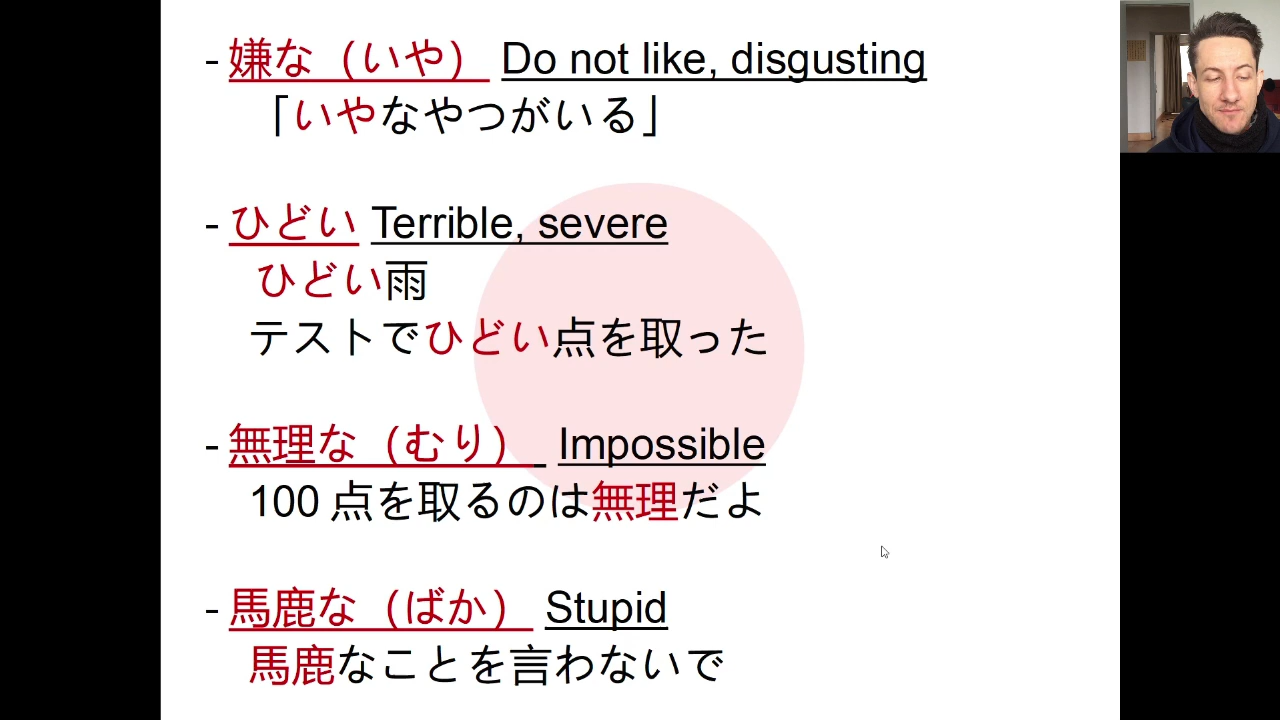 - 嫌な（いや） Do not like, disgusting
「いやなやつがいる」
- ひどい Terrible, severe
ひどい雨
テストでひどい点を取った
- 無理な（むり） Impossible
100 点を取るのは無理だよ
- 馬鹿な（ばか） Stupid
馬鹿なことを言わないで